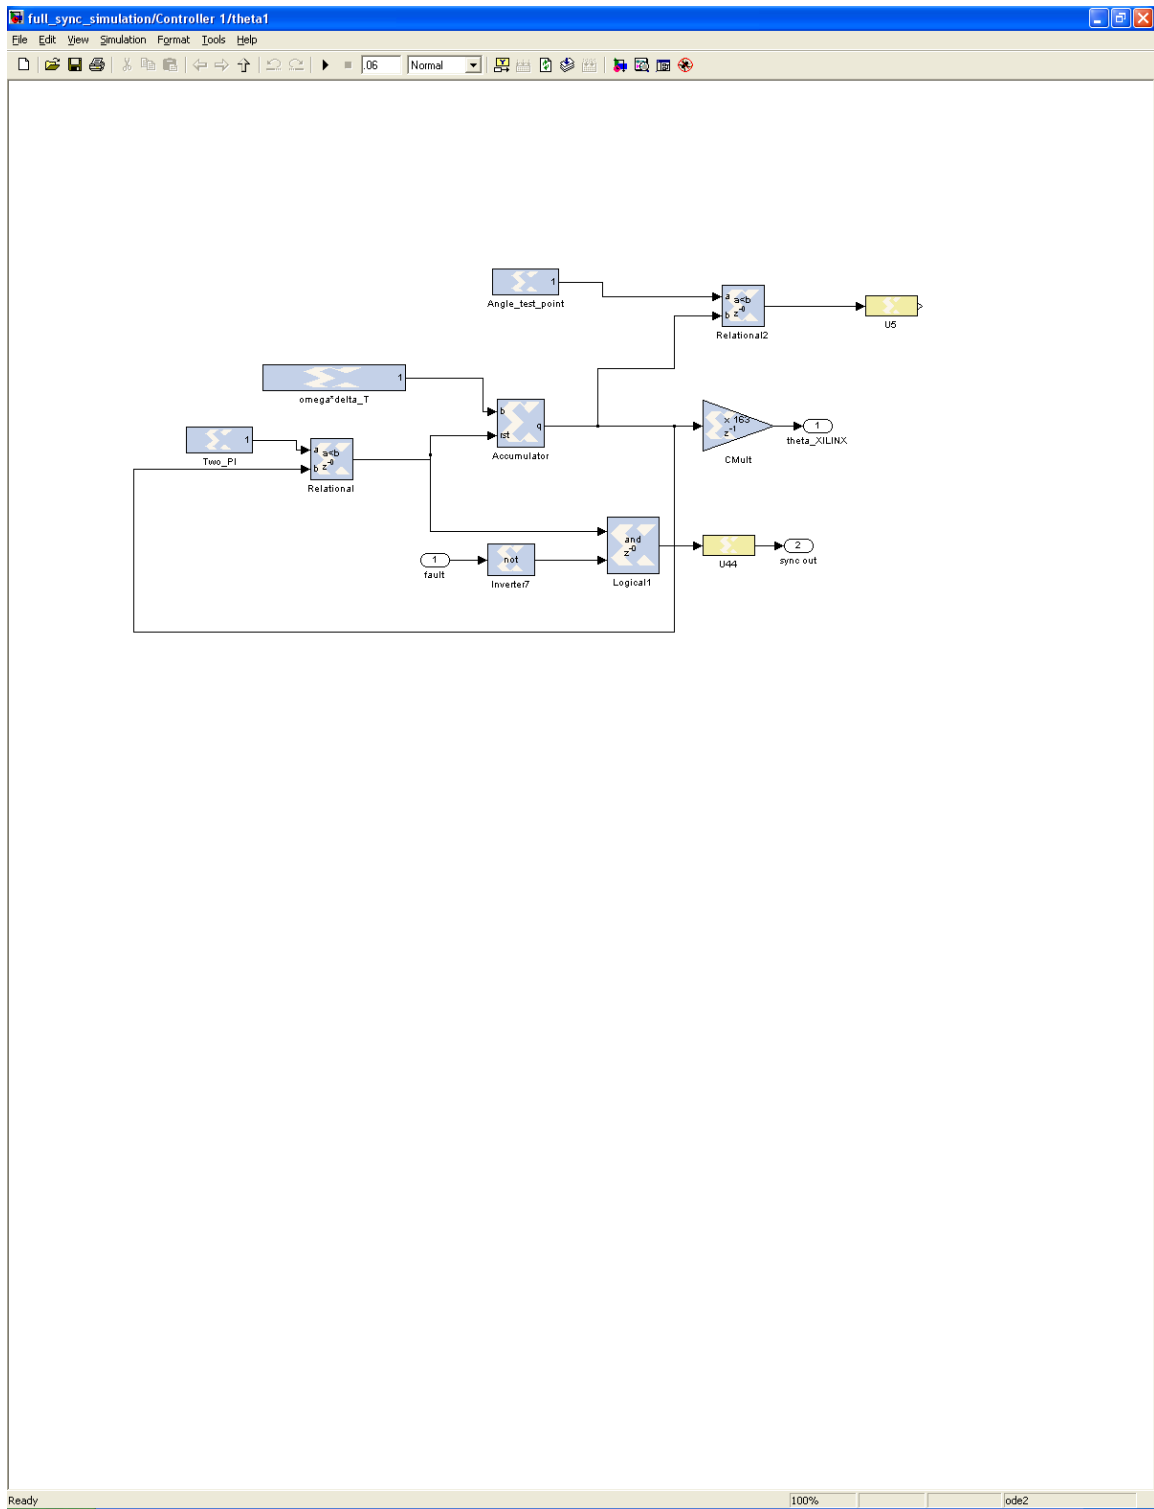 full_sync_simulation/Controller 1/theta1
File Edit View Simulation Format Tools Help
.06 Normal
1
Angle_test_point
a
b
a<b
z-0
Relational2
U5
1
omega*delta_T
b
rst
q
Accumulator
1
Two_PI
a
b
a<b
z-0
Relational
x 163
z-1
CMult
1
theta_XILINX
1
fault
not
Inverter7
and
z-0
Logical1
U44
2
sync out
Ready 100% ode2